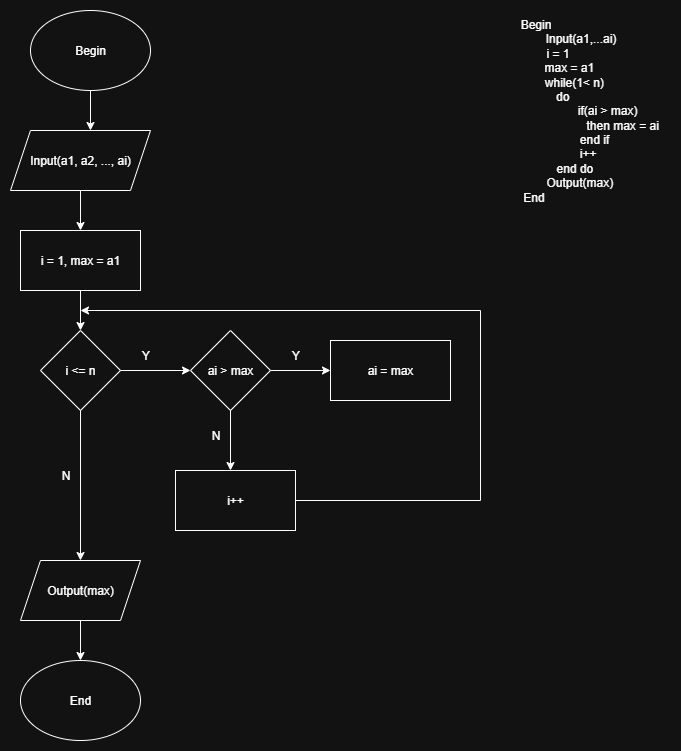 Begin
Input(a1, a2, ..., ai)
i = 1, max = a1
i <= n
Y
ai > max
Y
ai = max
N
i++
N
Output(max)
End
Begin
Input(a1,...ai)
i = 1
max = a1
while(1< n)
do
if(ai > max)
then max = ai
end if
i++
end do
Output(max)
End